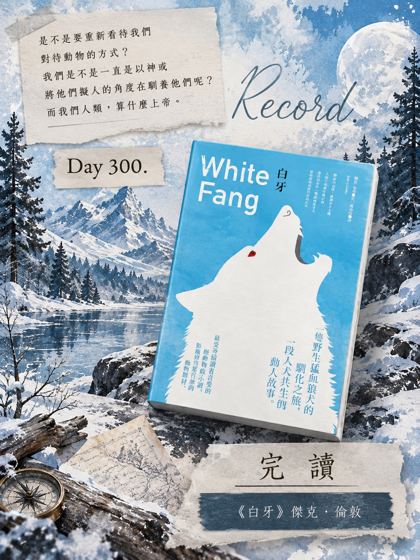 是不是要重新看待我們
對待動物的方式？
我們是不是一直是以神或
將他們擬人的角度在馴養他們呢？
而我們人類，算什麼上帝。
Record.
Day 300.
White
Fang
白牙
一隻野生猛血狼犬的
馴化之旅，
一段人犬共生的
動人故事。
完讀
《白牙》傑克·倫敦